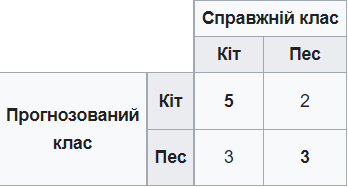 Справжній клас
Кіт Пес
Прогнозований клас
Кіт 5 2
Пес 3 3